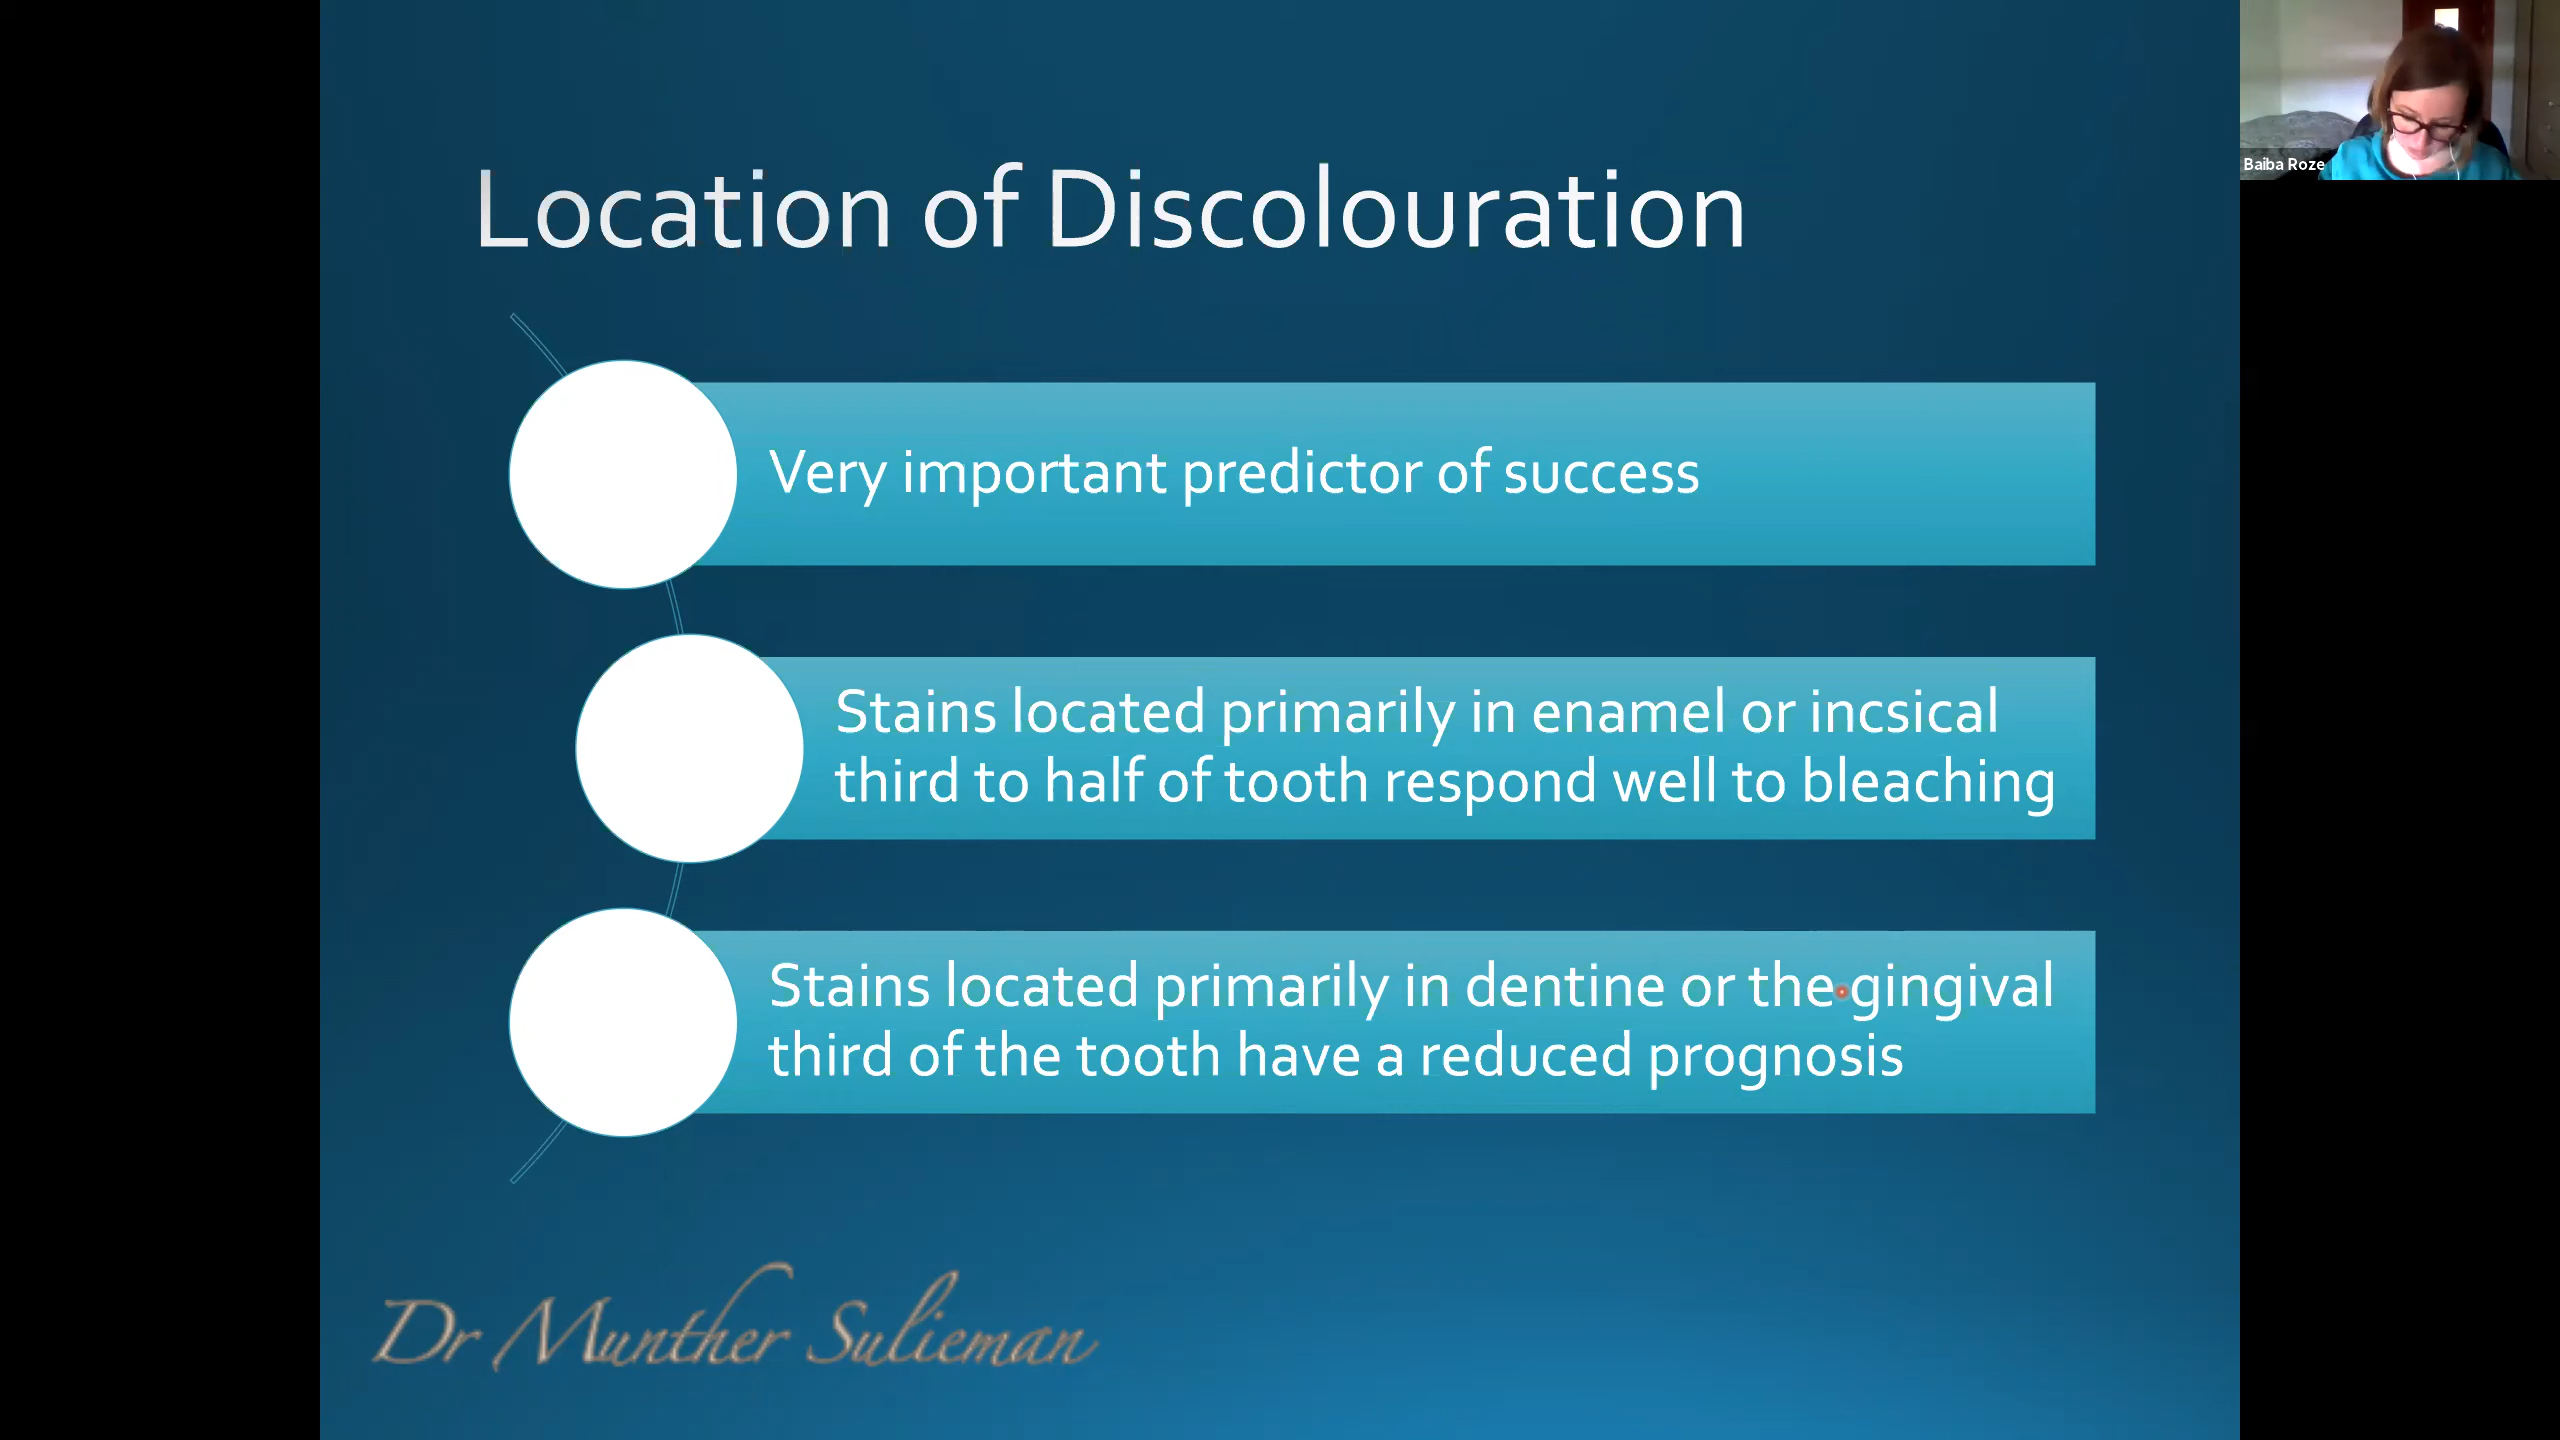 Location of Discolouration
Baiba Roze
Very important predictor of success
Stains located primarily in enamel or incsical
third to half of tooth respond well to bleaching
Stains located primarily in dentine or the gingival
third of the tooth have a reduced prognosis
Dr Munther Sulieman